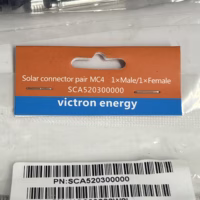 Solar connector pair MC4 1×Male/1×Female
SCA520300000
victron energy
PN:SCA520300000